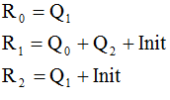 R₀ = Q₁
R₁ = Q₀ + Q₂ + Init
R₂ = Q₁ + Init